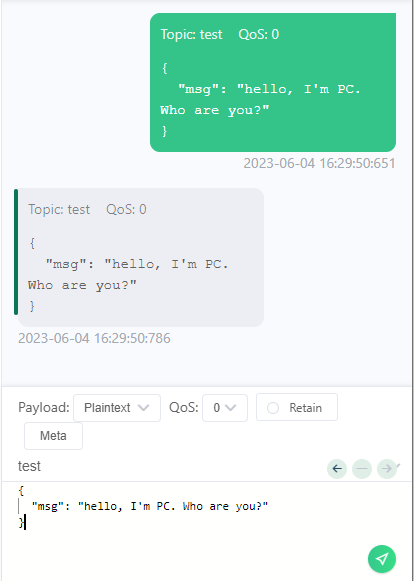 Topic: test QoS: 0
{
"msg": "hello, I'm PC.
Who are you?"
}
2023-06-04 16:29:50:651
Topic: test QoS: 0
{
"msg": "hello, I'm PC.
Who are you?"
}
2023-06-04 16:29:50:786
Payload: Plaintext QoS: 0 Retain
Meta
test
{
"msg": "hello, I'm PC. Who are you?"
}